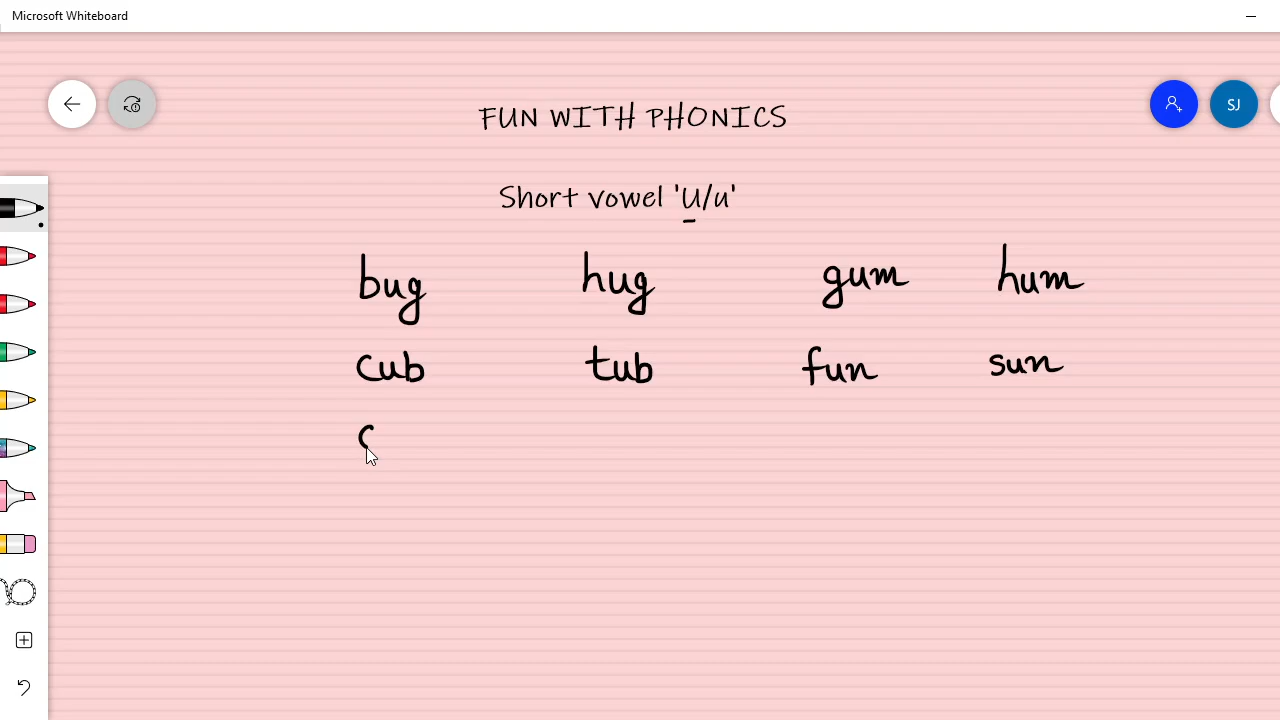 Microsoft Whiteboard
SJ
FUN WITH PHONICS
Short vowel 'U/u'
bug hug gum hum
cub tub fun sun